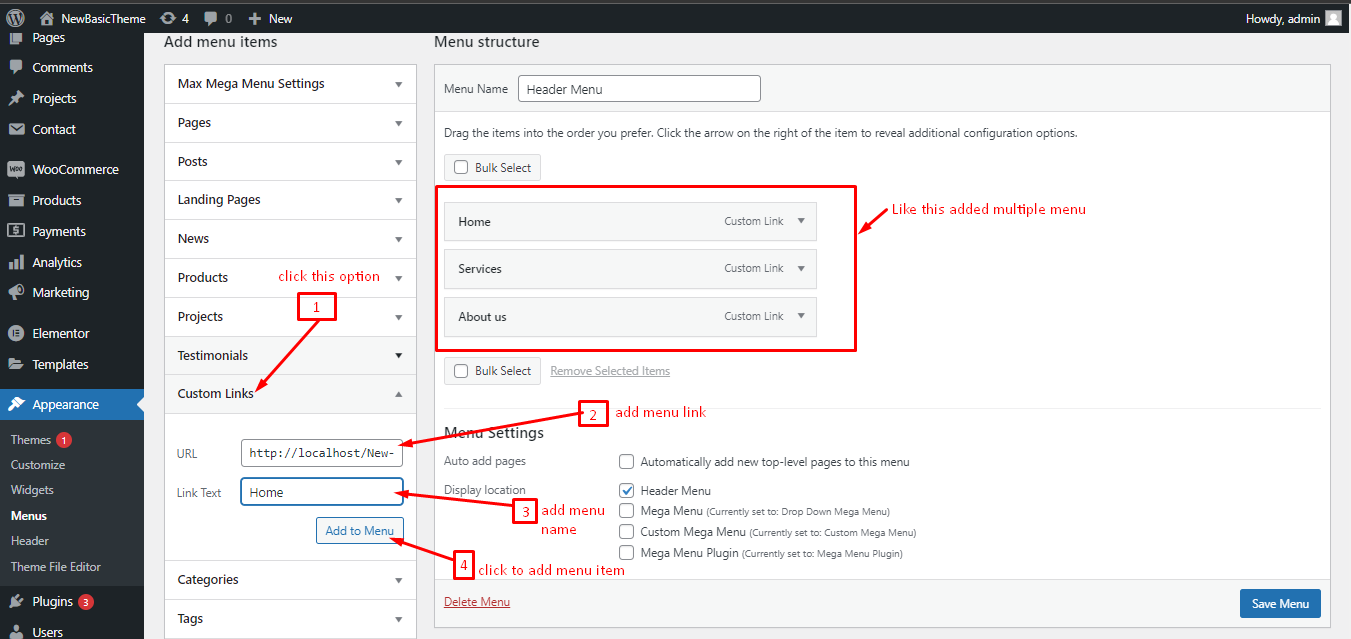 NewBasicTheme 4 0 New Howdy, admin
Pages
Comments
Projects
Contact
WooCommerce
Products
Payments
Analytics
Marketing
Elementor
Templates
Appearance
Themes 1
Customize
Widgets
Menus
Header
Theme File Editor
Plugins 3
Users
Add menu items
Max Mega Menu Settings
Pages
Posts
Landing Pages
News
Products
click this option
1
Projects
Testimonials
Custom Links
URL http://localhost/New-
Link Text Home
Add to Menu
Categories
Tags
Menu structure
Menu Name Header Menu
Drag the items into the order you prefer. Click the arrow on the right of the item to reveal additional configuration options.
Bulk Select
Home Custom Link
Services Custom Link
About us Custom Link
Like this added multiple menu
Bulk Select Remove Selected Items
2 add menu link
Menu Settings
Auto add pages Automatically add new top-level pages to this menu
Display location Header Menu
Mega Menu (Currently set to: Drop Down Mega Menu)
Custom Mega Menu (Currently set to: Custom Mega Menu)
Mega Menu Plugin (Currently set to: Mega Menu Plugin)
3 add menu
name
4 click to add menu item
Delete Menu Save Menu